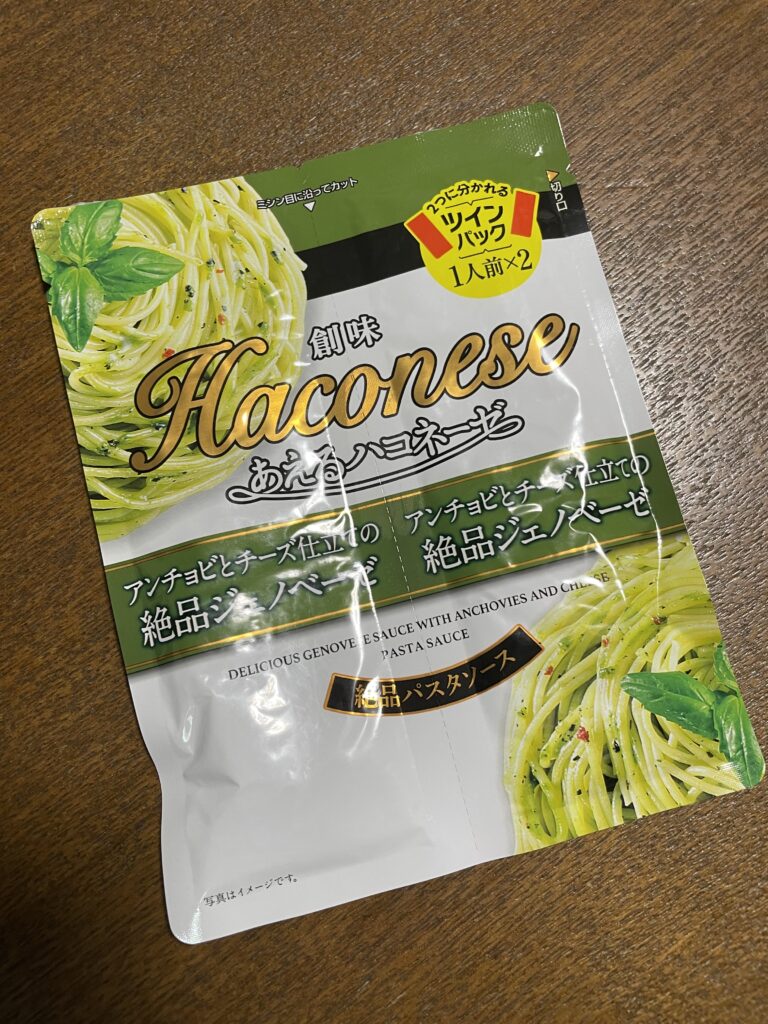 ミシン目に沿ってカット
切り口
2つに分かれる
ツイン
パック
1人前×2
創味
Haconese
あえるハコネーゼ
アンチョビとチーズ仕立ての
絶品ジェノベーゼ
アンチョビとチーズ仕立ての
絶品ジェノベーゼ
DELICIOUS GENOVESE SAUCE WITH ANCHOVIES AND CHEESE
PASTA SAUCE
絶品パスタソース
写真はイメージです。